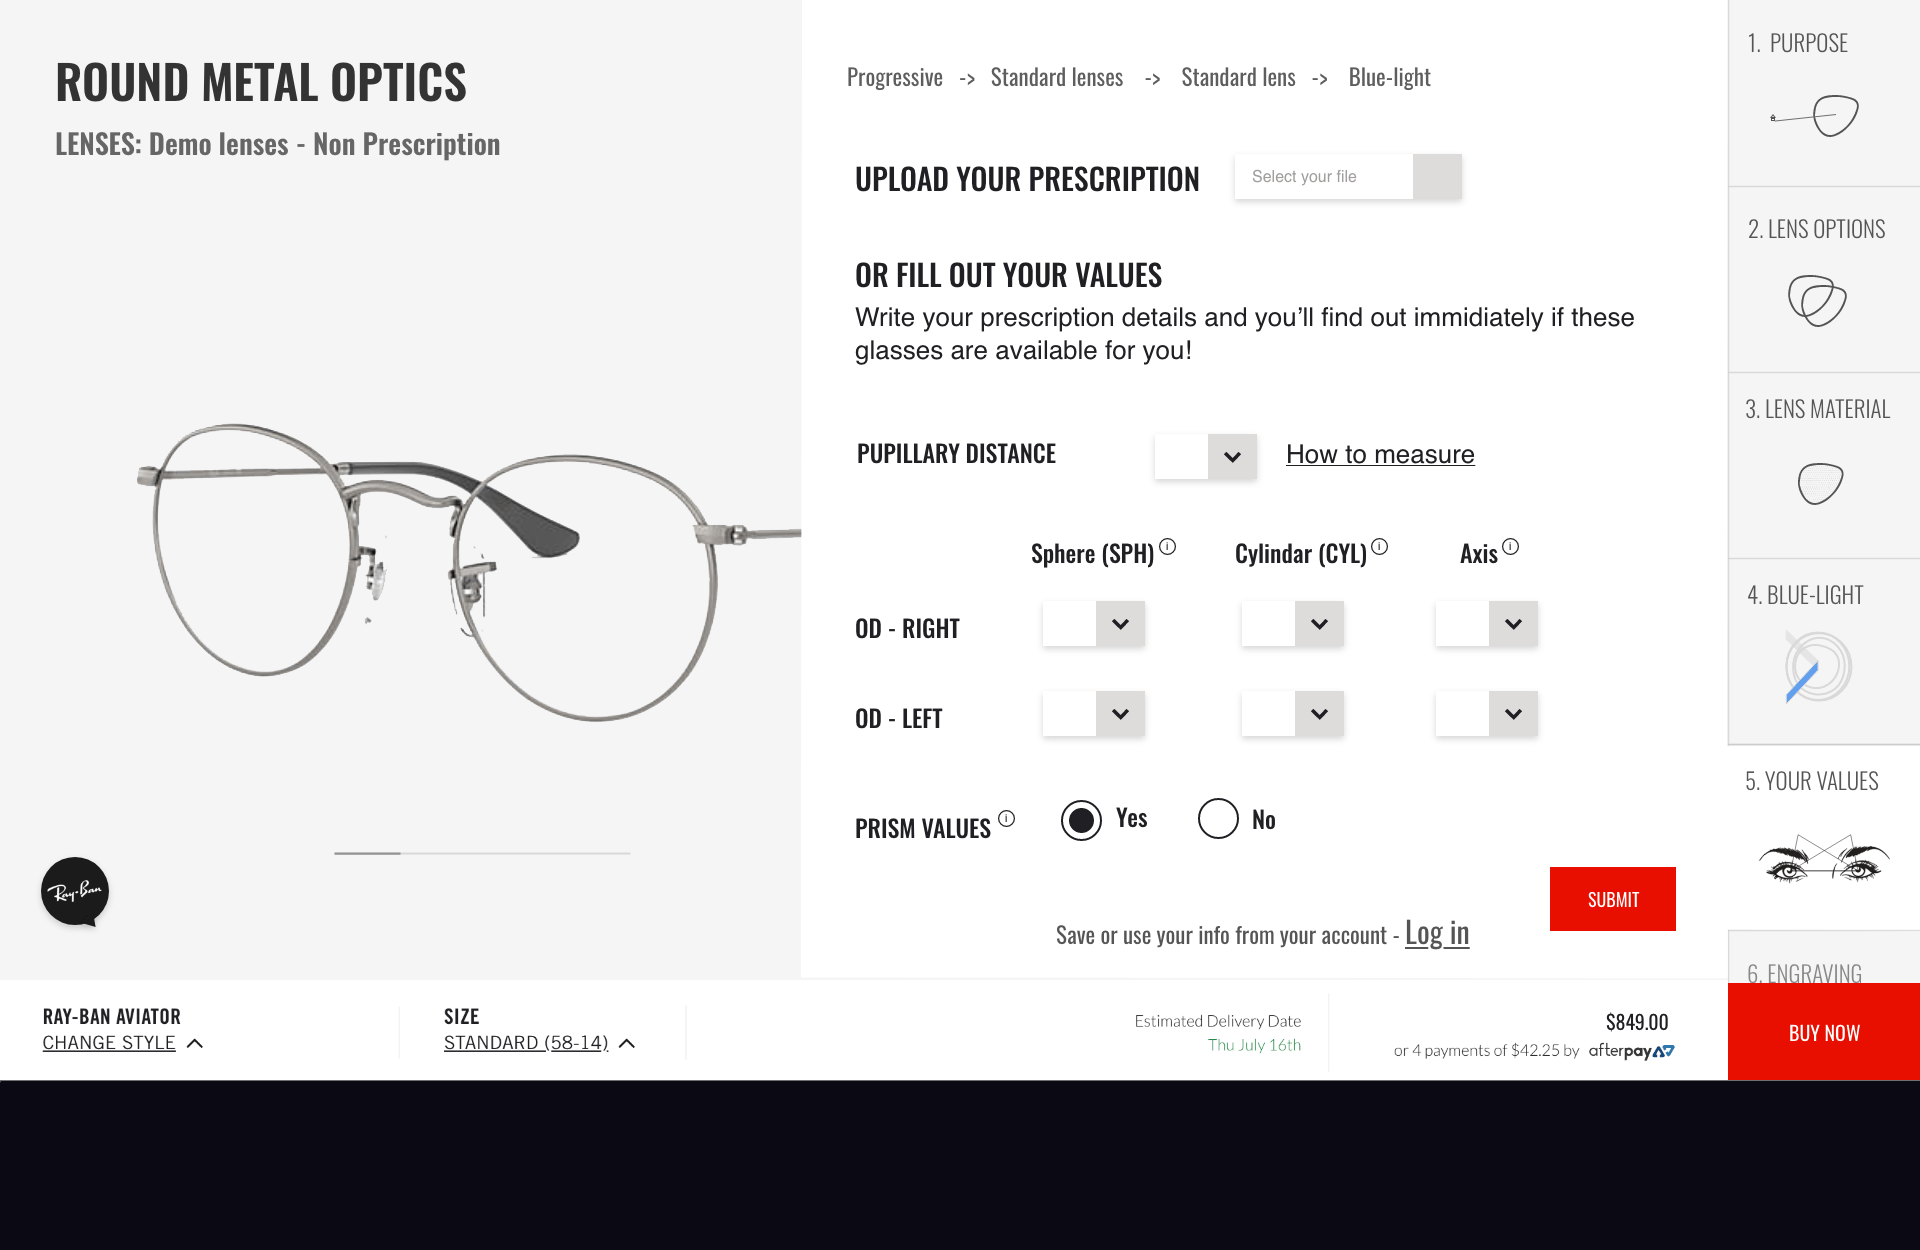 ROUND METAL OPTICS
LENSES: Demo lenses - Non Prescription
Ray-Ban
Progressive -> Standard lenses -> Standard lens -> Blue-light
UPLOAD YOUR PRESCRIPTION Select your file
OR FILL OUT YOUR VALUES
Write your prescription details and you’ll find out immidiately if these
glasses are available for you!
PUPILLARY DISTANCE How to measure
Sphere (SPH) i Cylindar (CYL) i Axis i
OD - RIGHT
OD - LEFT
PRISM VALUES i Yes No
SUBMIT
Save or use your info from your account - Log in
1. PURPOSE
2. LENS OPTIONS
3. LENS MATERIAL
4. BLUE-LIGHT
5. YOUR VALUES
6. ENGRAVING
RAY-BAN AVIATOR
CHANGE STYLE
SIZE
STANDARD (58-14)
Estimated Delivery Date
Thu July 16th
$849.00
or 4 payments of $42.25 by afterpay
BUY NOW